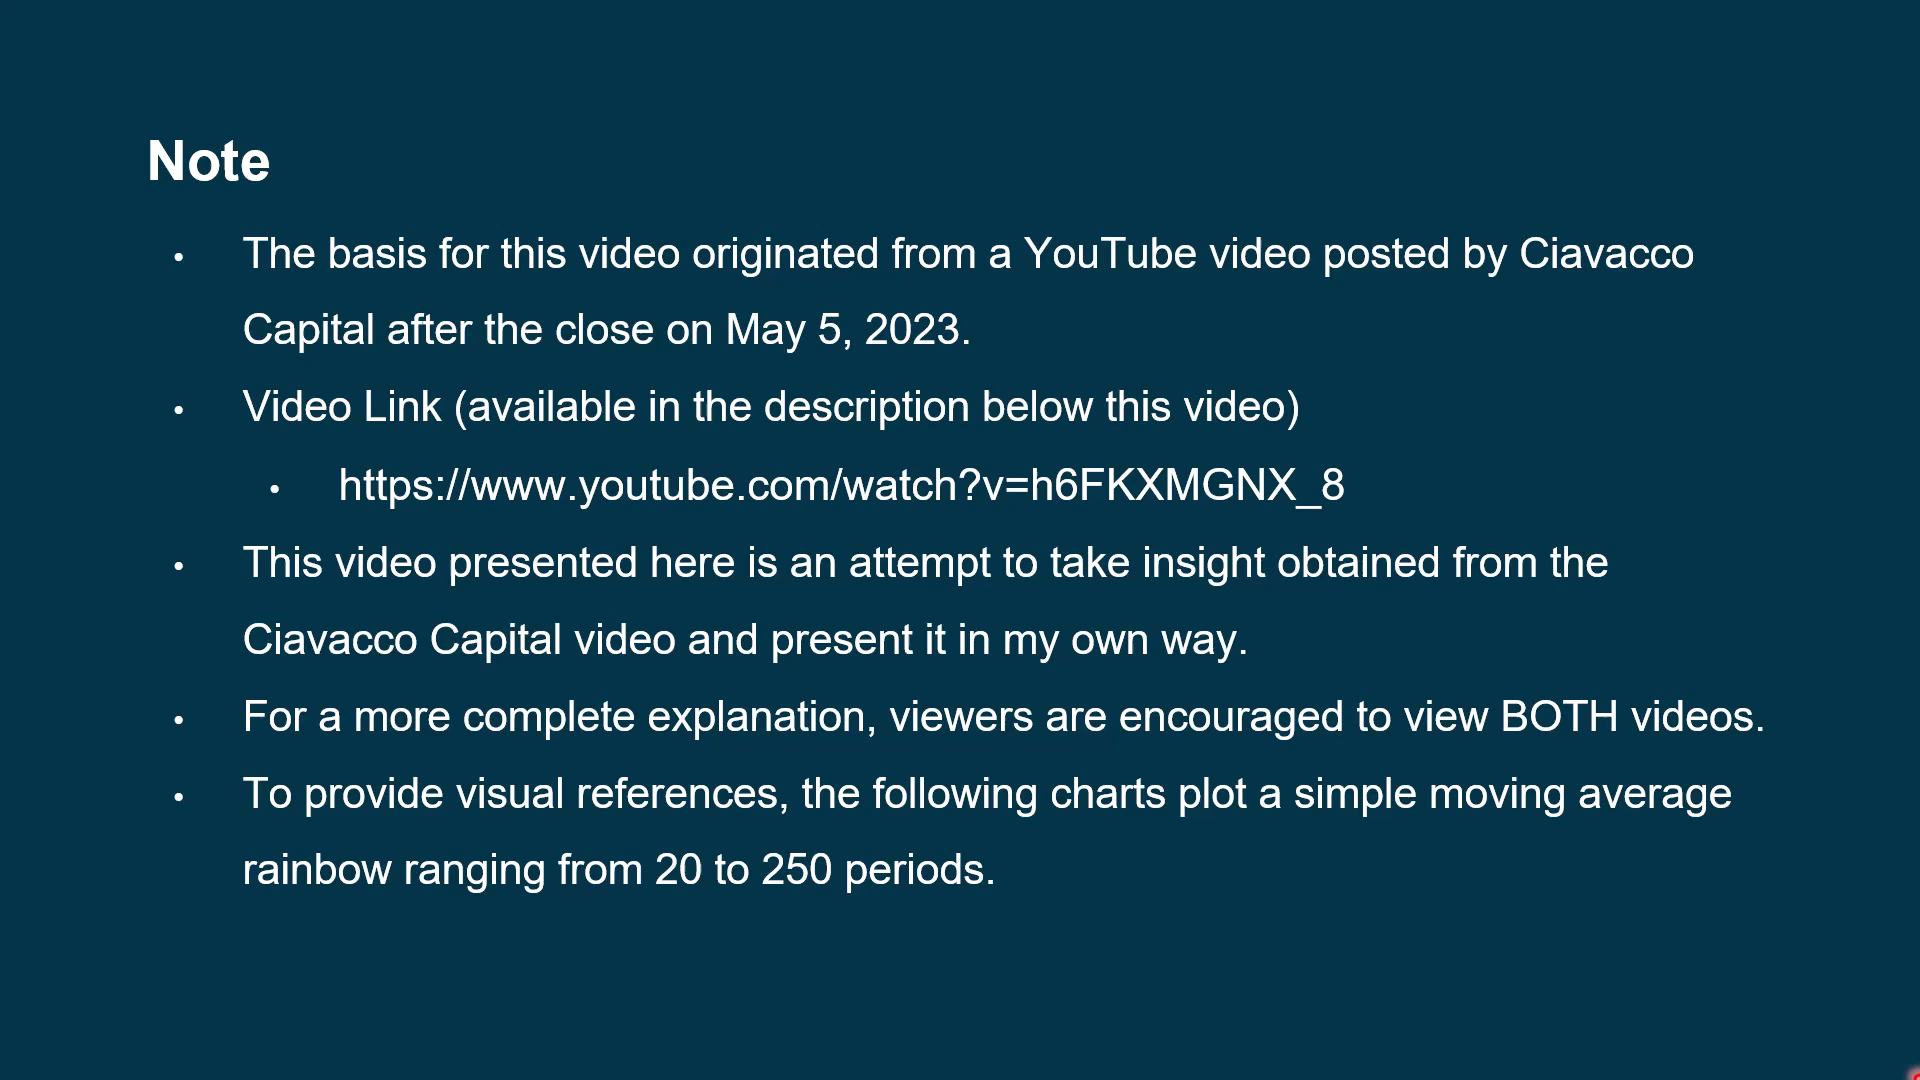 Note
• The basis for this video originated from a YouTube video posted by Ciavacco
Capital after the close on May 5, 2023.
• Video Link (available in the description below this video)
• https://www.youtube.com/watch?v=h6FKXMGNX_8
• This video presented here is an attempt to take insight obtained from the
Ciavacco Capital video and present it in my own way.
• For a more complete explanation, viewers are encouraged to view BOTH videos.
• To provide visual references, the following charts plot a simple moving average
rainbow ranging from 20 to 250 periods.